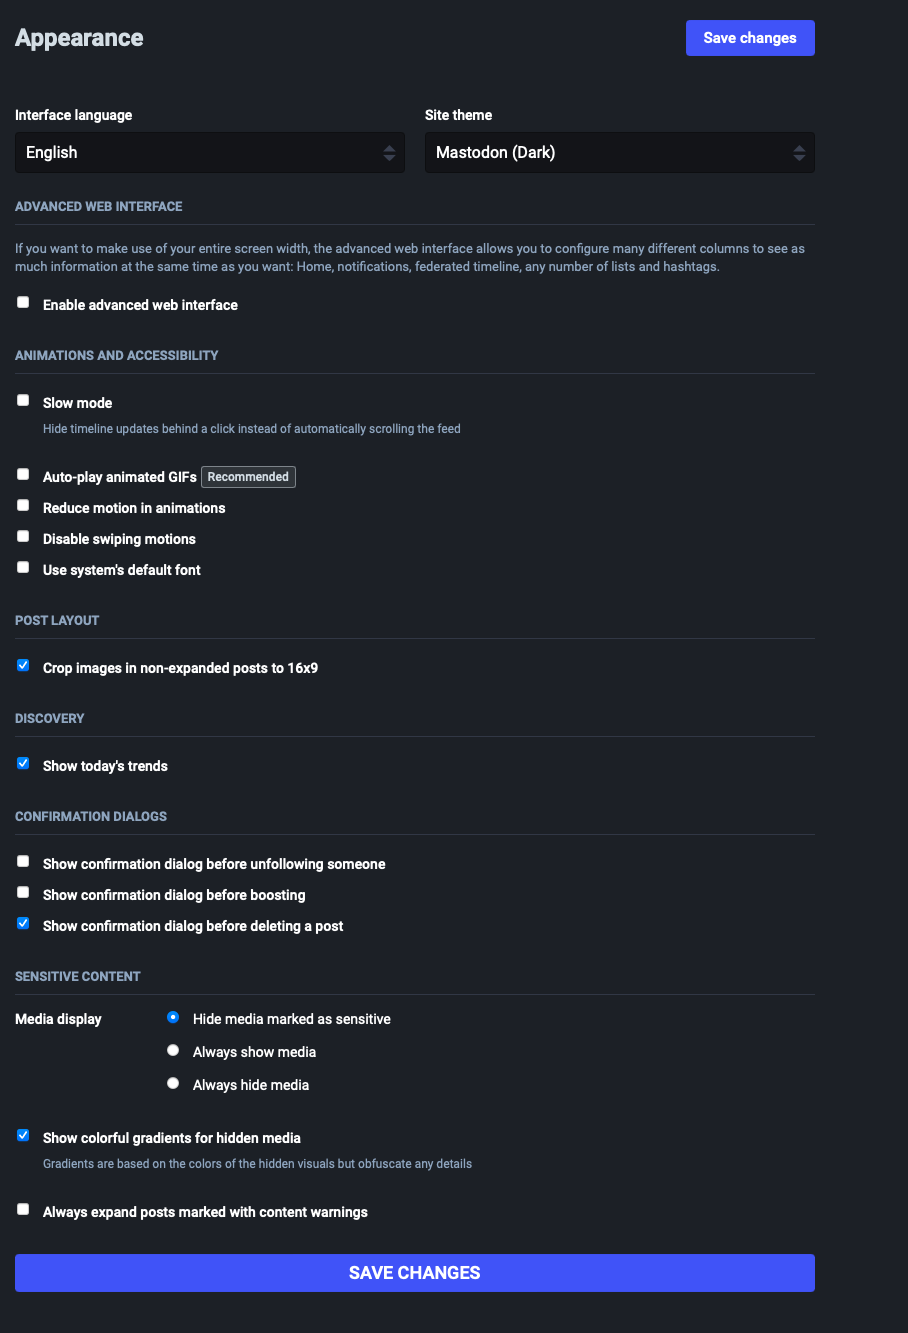 Appearance
Save changes
Interface language
Site theme
English
Mastodon (Dark)
ADVANCED WEB INTERFACE
If you want to make use of your entire screen width, the advanced web interface allows you to configure many different columns to see as
much information at the same time as you want: Home, notifications, federated timeline, any number of lists and hashtags.
Enable advanced web interface
ANIMATIONS AND ACCESSIBILITY
Slow mode
Hide timeline updates behind a click instead of automatically scrolling the feed
Auto-play animated GIFs Recommended
Reduce motion in animations
Disable swiping motions
Use system's default font
POST LAYOUT
Crop images in non-expanded posts to 16x9
DISCOVERY
Show today's trends
CONFIRMATION DIALOGS
Show confirmation dialog before unfollowing someone
Show confirmation dialog before boosting
Show confirmation dialog before deleting a post
SENSITIVE CONTENT
Media display
Hide media marked as sensitive
Always show media
Always hide media
Show colorful gradients for hidden media
Gradients are based on the colors of the hidden visuals but obfuscate any details
Always expand posts marked with content warnings
SAVE CHANGES